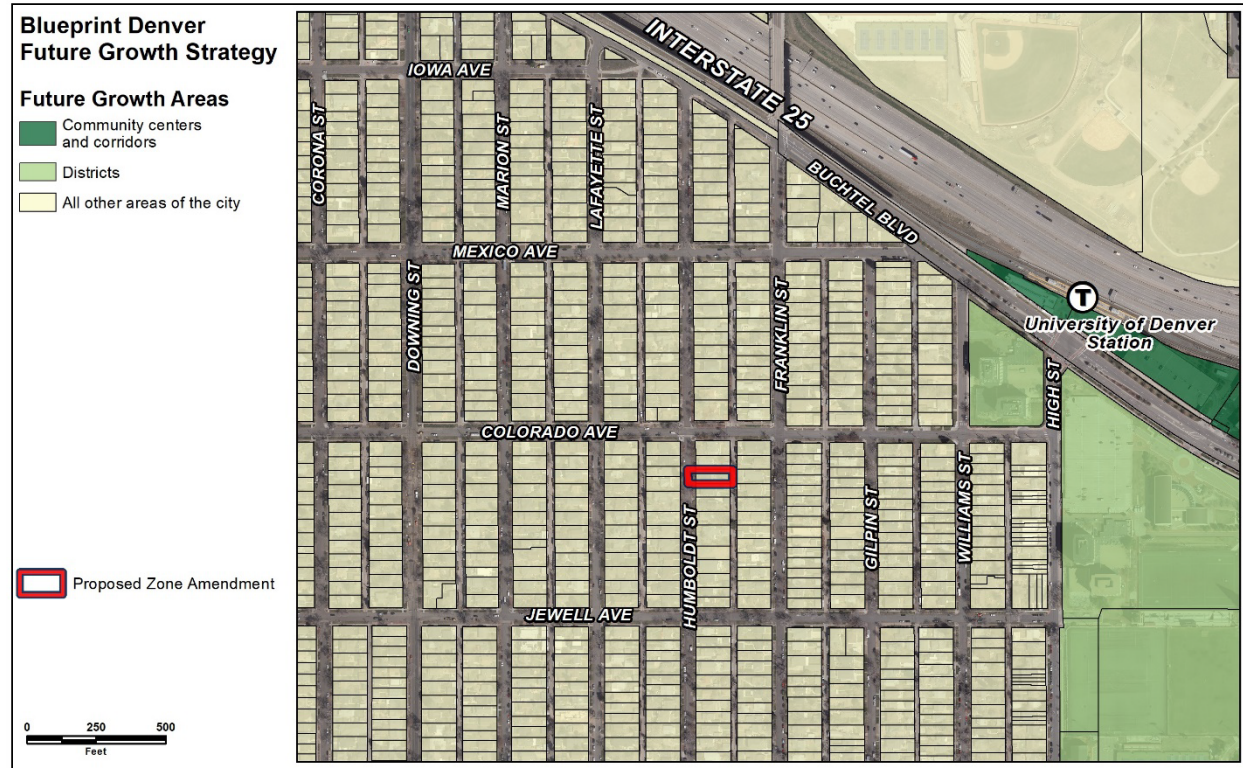 Blueprint Denver
Future Growth Strategy
Future Growth Areas
Community centers
and corridors
Districts
All other areas of the city
Proposed Zone Amendment
0 250 500
Feet
INTERSTATE 25
IOWA AVE
CORONA ST
MARION ST
LAFAYETTE ST
BUCHTEL BLVD
MEXICO AVE
DOWNING ST
FRANKLIN ST
T
University of Denver
Station
HIGH ST
COLORADO AVE
HUMBOLDT ST
GILPIN ST
WILLIAMS ST
JEWELL AVE